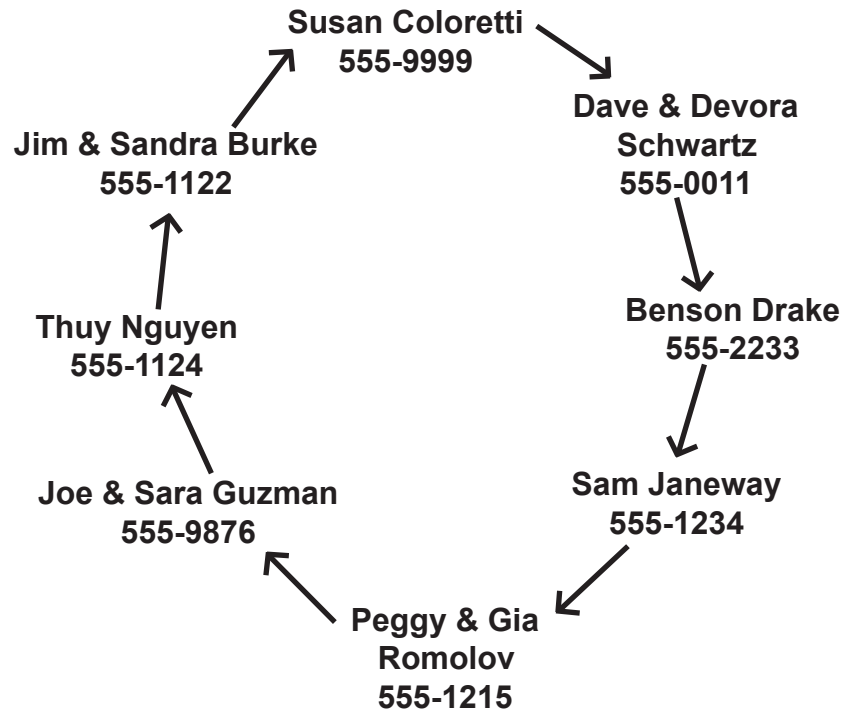 Susan Coloretti
555-9999
Dave & Devora
Schwartz
555-0011
Benson Drake
555-2233
Sam Janeway
555-1234
Peggy & Gia
Romolov
555-1215
Joe & Sara Guzman
555-9876
Thuy Nguyen
555-1124
Jim & Sandra Burke
555-1122